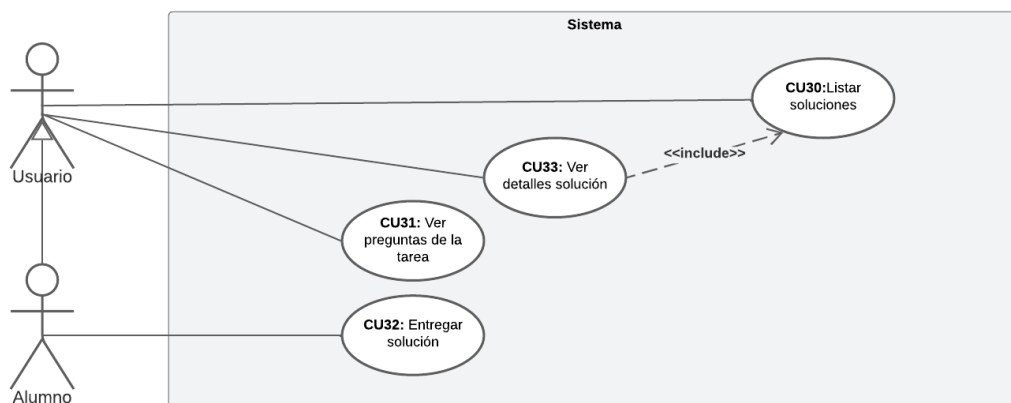 Sistema
CU30:Listar
soluciones
<<include>>
CU33: Ver
detalles solución
Usuario
CU31: Ver
preguntas de la
tarea
CU32: Entregar
solución
Alumno